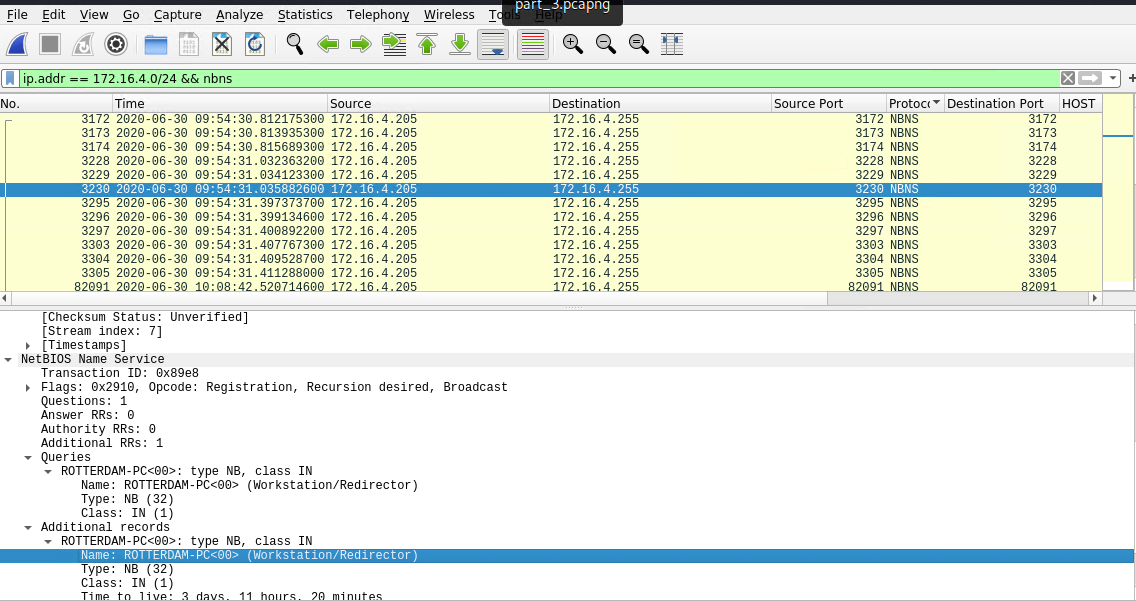 part_3.pcapng
File Edit View Go Capture Analyze Statistics Telephony Wireless Tools Help
ip.addr == 172.16.4.0/24 && nbns
No. Time Source Destination Source Port Protoc Destination Port HOST
3172 2020-06-30 09:54:30.812175300 172.16.4.205 172.16.4.255 3172 NBNS 3172
3173 2020-06-30 09:54:30.813935300 172.16.4.205 172.16.4.255 3173 NBNS 3173
3174 2020-06-30 09:54:30.815689300 172.16.4.205 172.16.4.255 3174 NBNS 3174
3228 2020-06-30 09:54:31.032363200 172.16.4.205 172.16.4.255 3228 NBNS 3228
3229 2020-06-30 09:54:31.034123300 172.16.4.205 172.16.4.255 3229 NBNS 3229
3230 2020-06-30 09:54:31.035882600 172.16.4.205 172.16.4.255 3230 NBNS 3230
3295 2020-06-30 09:54:31.397373700 172.16.4.205 172.16.4.255 3295 NBNS 3295
3296 2020-06-30 09:54:31.399134600 172.16.4.205 172.16.4.255 3296 NBNS 3296
3297 2020-06-30 09:54:31.400892200 172.16.4.205 172.16.4.255 3297 NBNS 3297
3303 2020-06-30 09:54:31.407767300 172.16.4.205 172.16.4.255 3303 NBNS 3303
3304 2020-06-30 09:54:31.409528700 172.16.4.205 172.16.4.255 3304 NBNS 3304
3305 2020-06-30 09:54:31.411288000 172.16.4.205 172.16.4.255 3305 NBNS 3305
82091 2020-06-30 10:08:42.520714600 172.16.4.205 172.16.4.255 82091 NBNS 82091
[Checksum Status: Unverified]
[Stream index: 7]
[Timestamps]
NetBIOS Name Service
Transaction ID: 0x89e8
Flags: 0x2910, Opcode: Registration, Recursion desired, Broadcast
Questions: 1
Answer RRs: 0
Authority RRs: 0
Additional RRs: 1
Queries
ROTTERDAM-PC<00>: type NB, class IN
Name: ROTTERDAM-PC<00> (Workstation/Redirector)
Type: NB (32)
Class: IN (1)
Additional records
ROTTERDAM-PC<00>: type NB, class IN
Name: ROTTERDAM-PC<00> (Workstation/Redirector)
Type: NB (32)
Class: IN (1)
Time to live: 3 days, 11 hours, 20 minutes